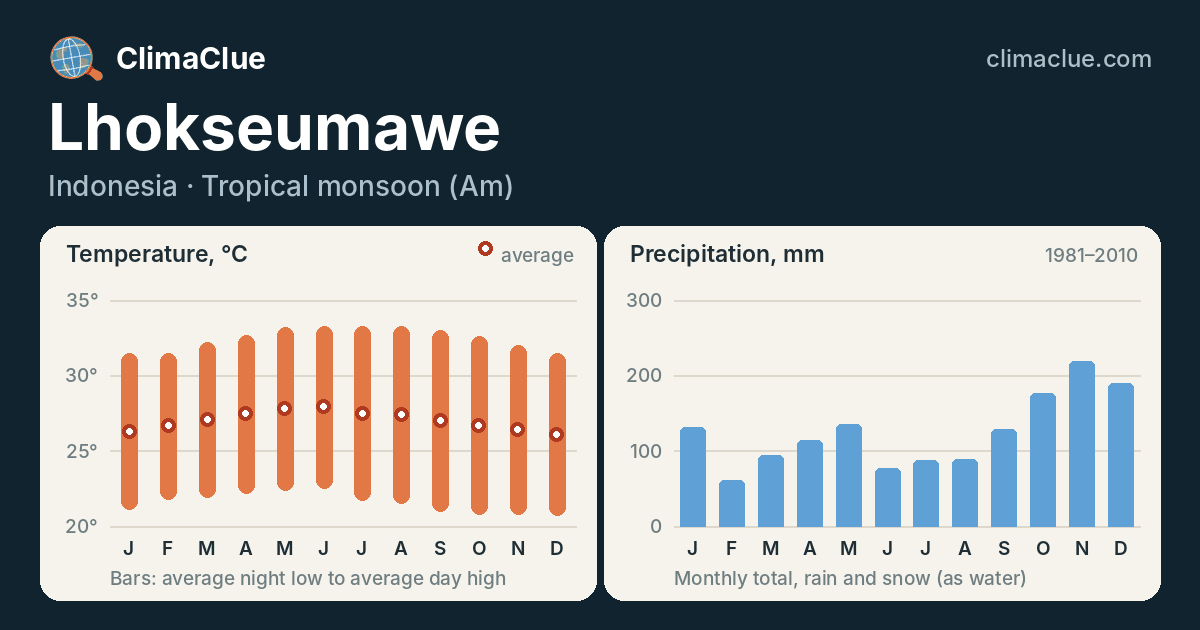 ClimaClue
climaclue.com
Lhokseumawe
Indonesia · Tropical monsoon (Am)
Temperature, °C
average
35°
30°
25°
20°
J F M A M J J A S O N D
Bars: average night low to average day high
Precipitation, mm
1981–2010
300
200
100
0
J F M A M J J A S O N D
Monthly total, rain and snow (as water)